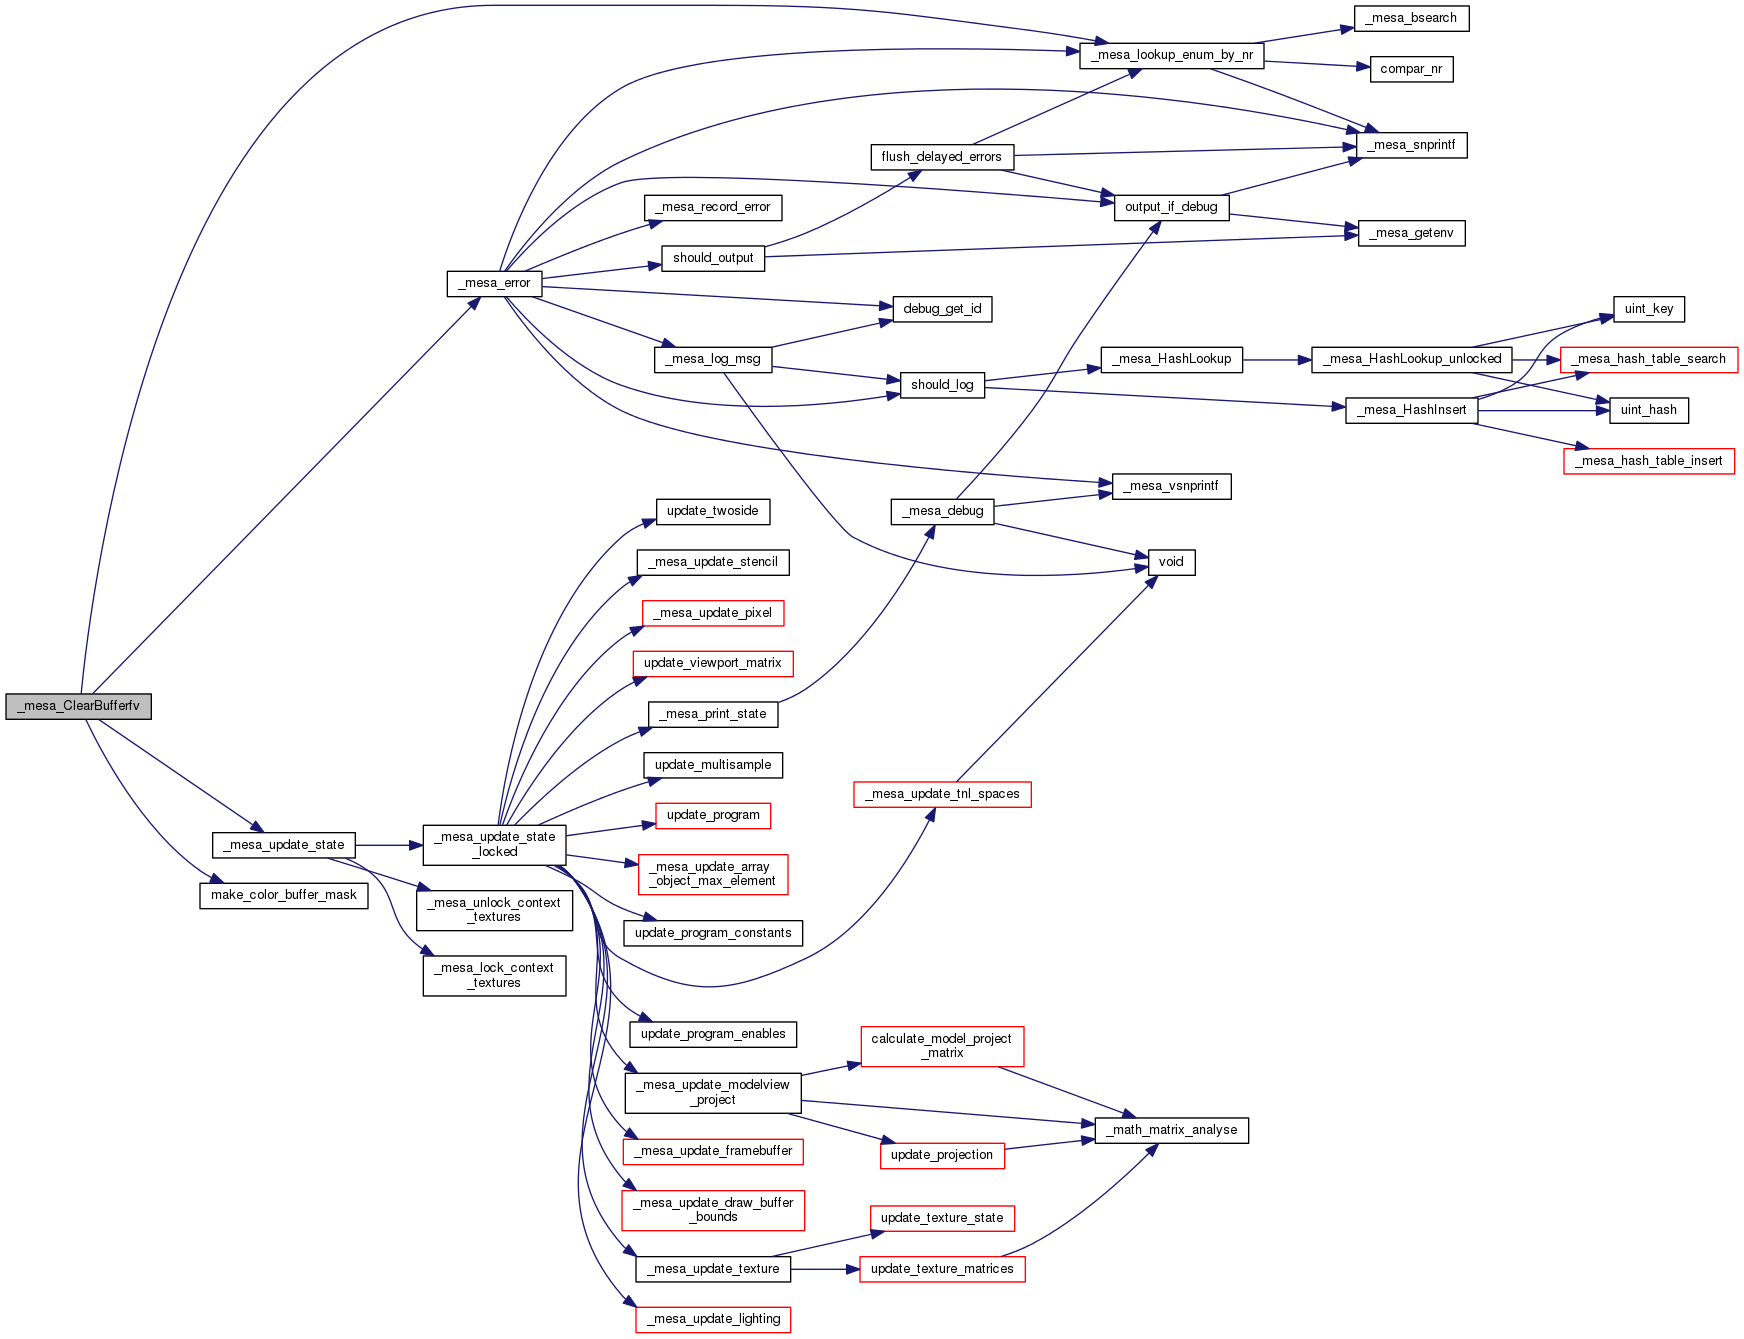 _mesa_bsearch
_mesa_lookup_enum_by_nr
compar_nr
_mesa_snprintf
flush_delayed_errors
_mesa_record_error
output_if_debug
_mesa_getenv
should_output
_mesa_error
debug_get_id
uint_key
_mesa_log_msg
_mesa_HashLookup
_mesa_HashLookup_unlocked
_mesa_hash_table_search
should_log
_mesa_HashInsert
uint_hash
_mesa_hash_table_insert
_mesa_vsnprintf
update_twoside
_mesa_debug
_mesa_update_stencil
void
_mesa_update_pixel
update_viewport_matrix
_mesa_ClearBufferfv
_mesa_print_state
update_multisample
_mesa_update_tnl_spaces
update_program
_mesa_update_state
_mesa_update_state
_locked
_mesa_update_array
_object_max_element
make_color_buffer_mask
_mesa_unlock_context
_textures
update_program_constants
_mesa_lock_context
_textures
update_program_enables
calculate_model_project
_matrix
_mesa_update_modelview
_project
_math_matrix_analyse
_mesa_update_framebuffer
update_projection
_mesa_update_draw_buffer
_bounds
update_texture_state
_mesa_update_texture
update_texture_matrices
_mesa_update_lighting